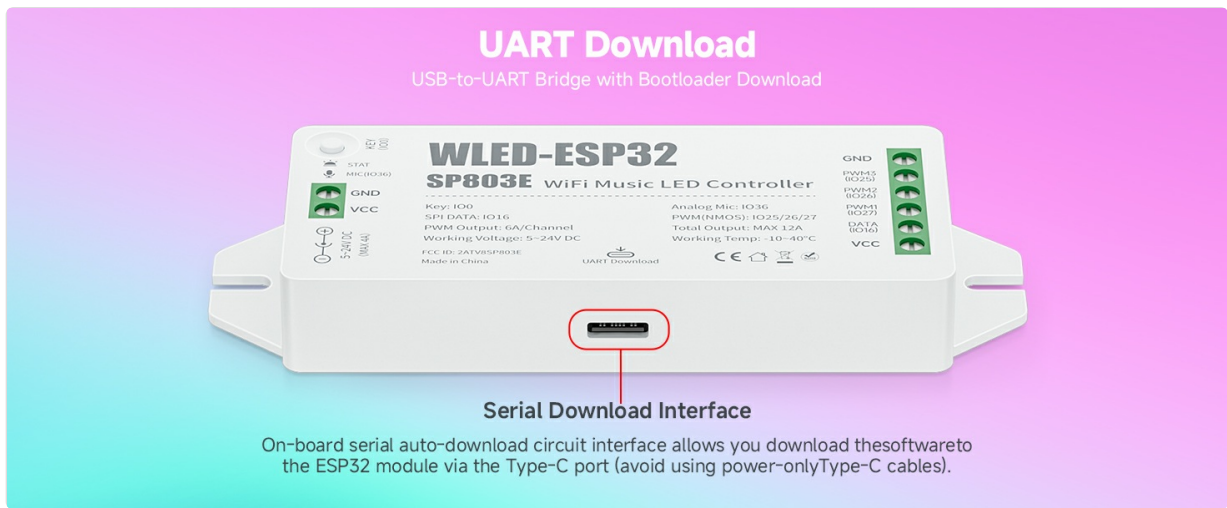 UART Download
USB-to-UART Bridge with Bootloader Download
KEY
(IO0)
STAT
MIC(IO36)
GND
VCC
5~24V DC
(MAX 4A)
WLED-ESP32
SP803E WiFi Music LED Controller
Key: IO0
SPI DATA: IO16
PWM Output: 6A/Channel
Working Voltage: 5~24V DC
FCC ID: 2ATV8SP803E
Made in China
UART Download
Analog Mic: IO36
PWM(NMOS): IO25/26/27
Total Output: MAX 12A
Working Temp: -10~40°C
CE
GND
PWM3
(IO25)
PWM2
(IO26)
PWM1
(IO27)
DATA
(IO16)
VCC
Serial Download Interface
On-board serial auto-download circuit interface allows you download thesoftwareto
the ESP32 module via the Type-C port (avoid using power-onlyType-C cables).